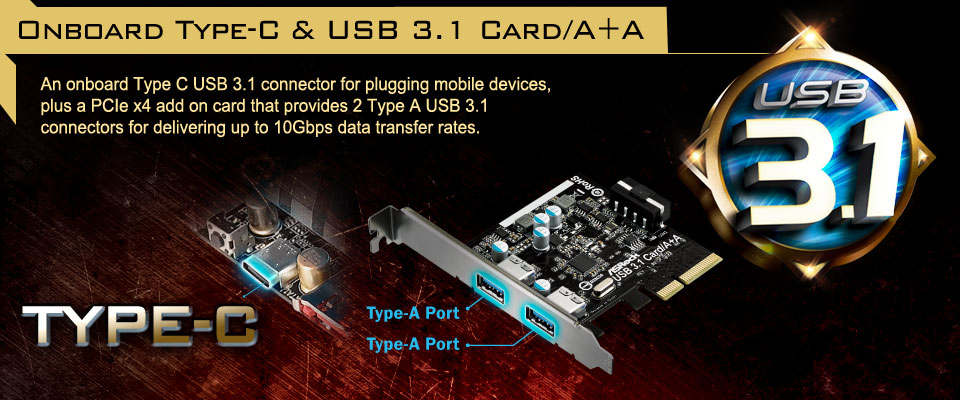 Onboard Type-C & USB 3.1 Card/A+A
An onboard Type C USB 3.1 connector for plugging mobile devices,
plus a PCIe x4 add on card that provides 2 Type A USB 3.1
connectors for delivering up to 10Gbps data transfer rates.
USB
3.1
RoHS
ASRock
USB 3.1 Card/A+A
TYPE-C
Type-A Port
Type-A Port